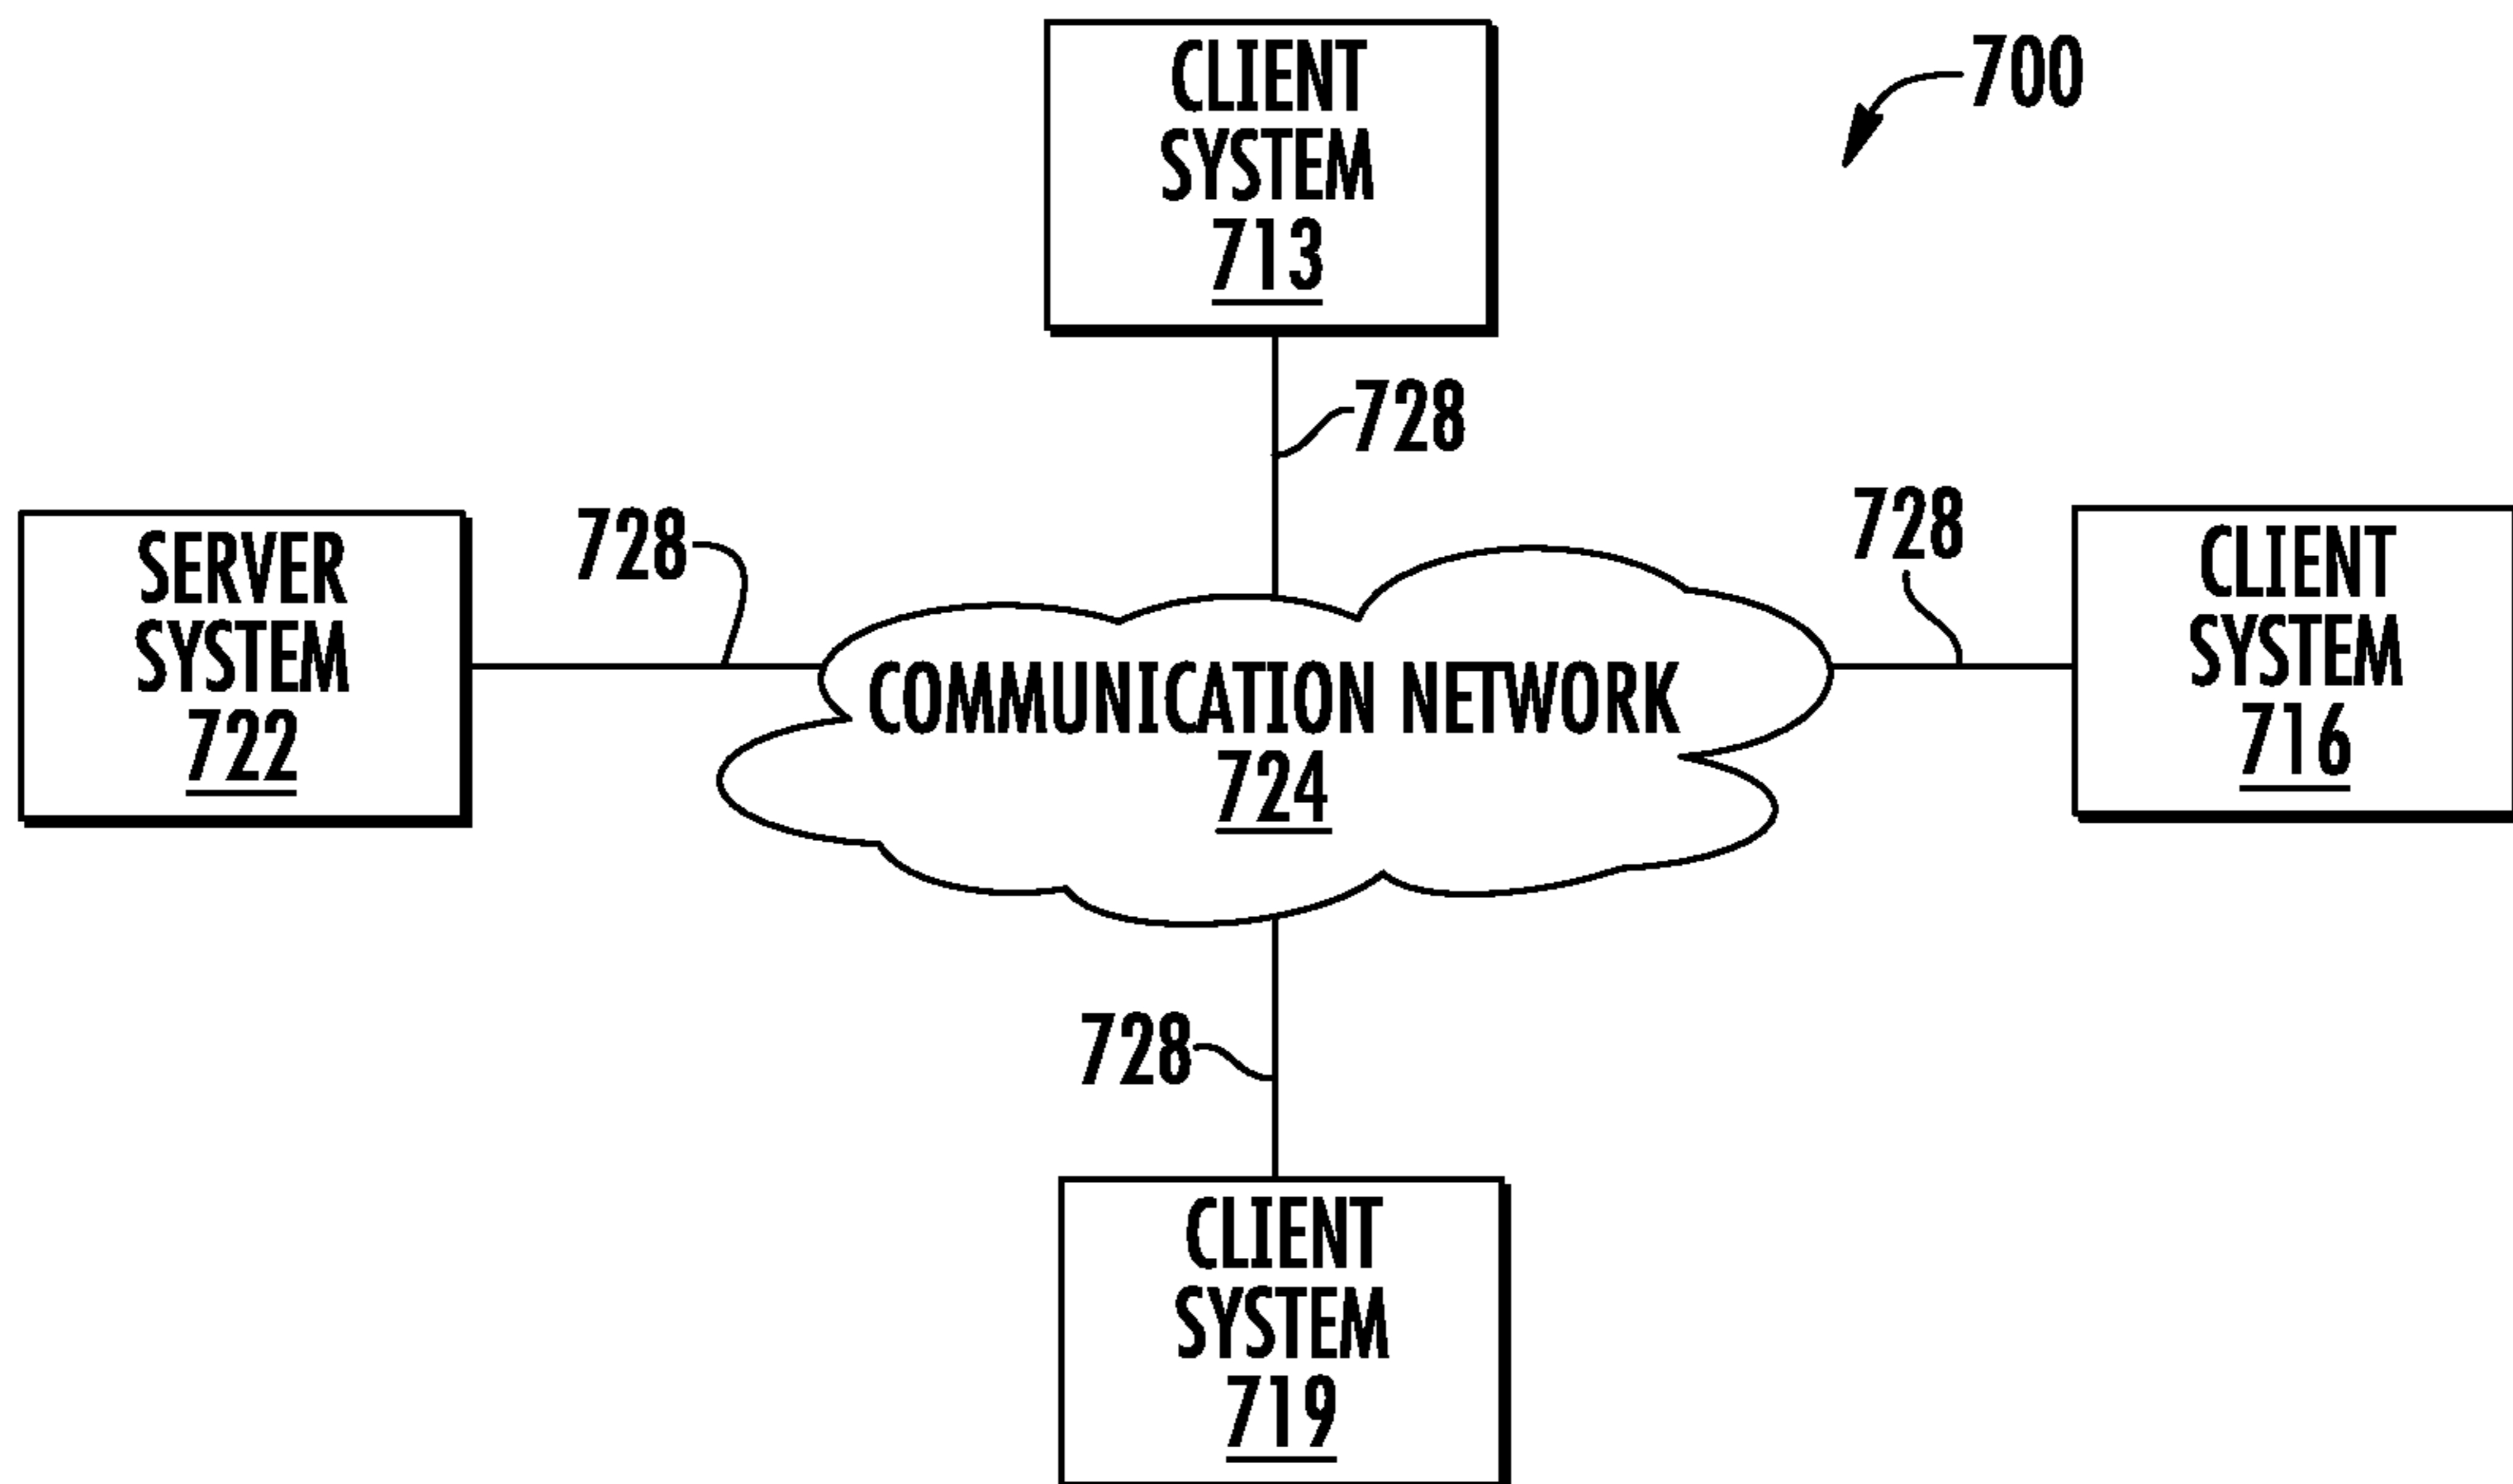 CLIENT
SYSTEM
713
700
728
SERVER
SYSTEM
722
728
728
CLIENT
SYSTEM
716
COMMUNICATION NETWORK
724
728
CLIENT
SYSTEM
719